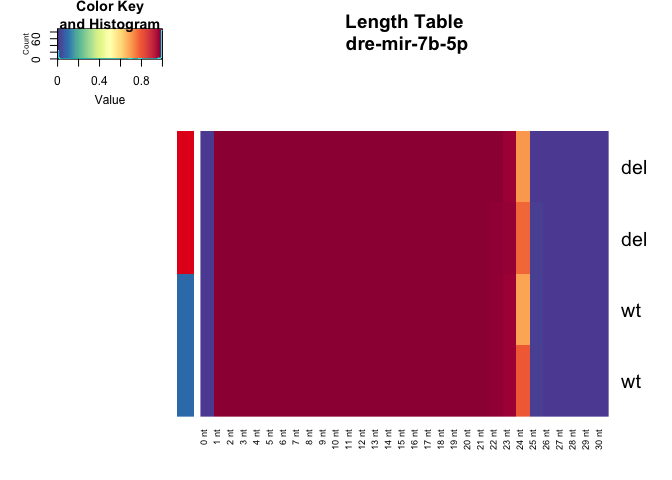 Color Key
and Histogram
Count
0 60
0 0.4 0.8
Value
Length Table
dre-mir-7b-5p
del
del
wt
wt
0 nt 1 nt 2 nt 3 nt 4 nt 5 nt 6 nt 7 nt 8 nt 9 nt 10 nt 11 nt 12 nt 13 nt 14 nt 15 nt 16 nt 17 nt 18 nt 19 nt 20 nt 21 nt 22 nt 23 nt 24 nt 25 nt 26 nt 27 nt 28 nt 29 nt 30 nt